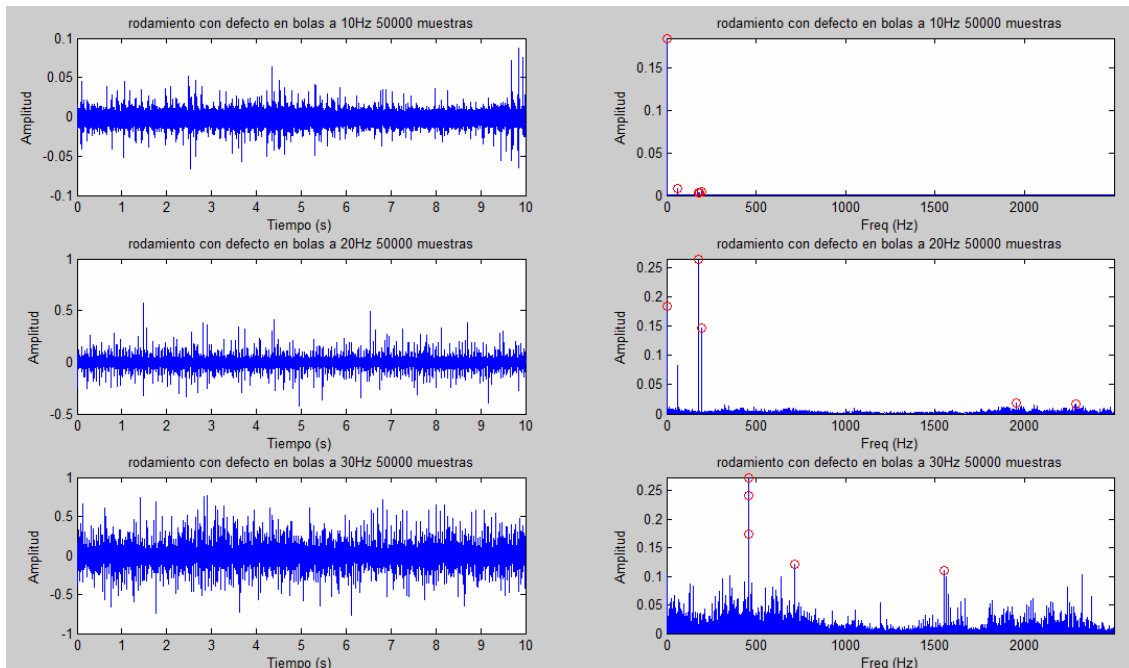 rodamiento con defecto en bolas a 10Hz 50000 muestras
0.1
0.05
0
-0.05
-0.1
Amplitud
0 1 2 3 4 5 6 7 8 9 10
Tiempo (s)
rodamiento con defecto en bolas a 10Hz 50000 muestras
0.15
0.1
0.05
0
Amplitud
0 500 1000 1500 2000
Freq (Hz)
rodamiento con defecto en bolas a 20Hz 50000 muestras
1
0.5
0
-0.5
Amplitud
0 1 2 3 4 5 6 7 8 9 10
Tiempo (s)
rodamiento con defecto en bolas a 20Hz 50000 muestras
0.25
0.2
0.15
0.1
0.05
0
Amplitud
0 500 1000 1500 2000
Freq (Hz)
rodamiento con defecto en bolas a 30Hz 50000 muestras
1
0.5
0
-0.5
-1
Amplitud
0 1 2 3 4 5 6 7 8 9 10
Tiempo (s)
rodamiento con defecto en bolas a 30Hz 50000 muestras
0.25
0.2
0.15
0.1
0.05
0
Amplitud
0 500 1000 1500 2000
Freq (Hz)